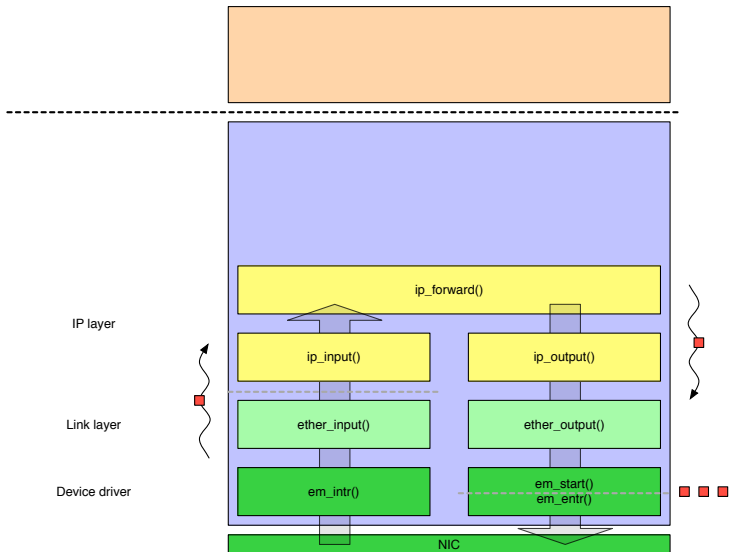 ip_forward()
IP layer
ip_input()
ip_output()
Link layer
ether_input()
ether_output()
Device driver
em_intr()
em_start()
em_entr()
NIC